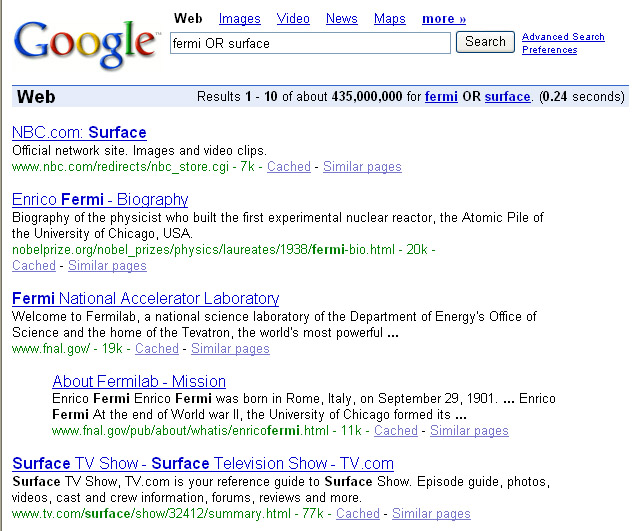 Web Images Video News Maps more »
Google™
fermi OR surface Search Advanced Search
Preferences
Web Results 1 - 10 of about 435,000,000 for fermi OR surface. (0.24 seconds)
NBC.com: Surface
Official network site. Images and video clips.
www.nbc.com/redirects/nbc_store.cgi - 7k - Cached - Similar pages
Enrico Fermi - Biography
Biography of the physicist who built the first experimental nuclear reactor, the Atomic Pile of
the University of Chicago, USA.
nobelprize.org/nobel_prizes/physics/laureates/1938/fermi-bio.html - 20k -
Cached - Similar pages
Fermi National Accelerator Laboratory
Welcome to Fermilab, a national science laboratory of the Department of Energy's Office of
Science and the home of the Tevatron, the world's most powerful ...
www.fnal.gov/ - 19k - Cached - Similar pages
About Fermilab - Mission
Enrico Fermi Enrico Fermi was born in Rome, Italy, on September 29, 1901. ... Enrico
Fermi At the end of World war II, the University of Chicago formed its ...
www.fnal.gov/pub/about/whatis/enricofermi.html - 11k - Cached - Similar pages
Surface TV Show - Surface Television Show - TV.com
Surface TV Show, TV.com is your reference guide to Surface Show. Episode guide, photos,
videos, cast and crew information, forums, reviews and more.
www.tv.com/surface/show/32412/summary.html - 77k - Cached - Similar pages